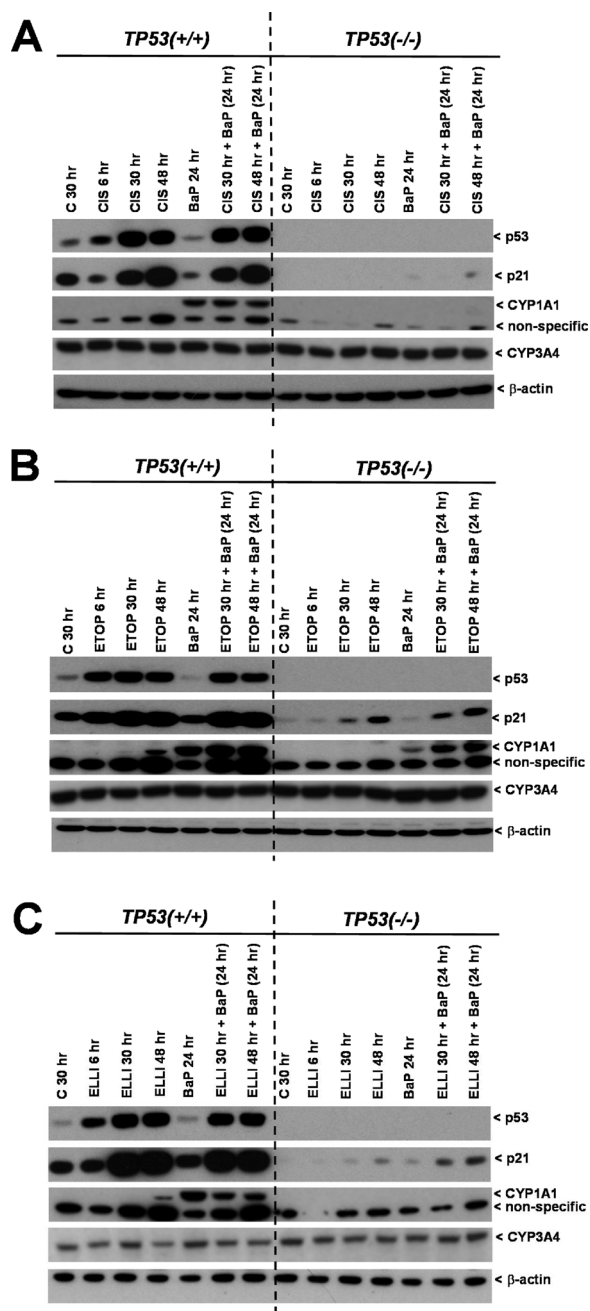 A
TP53(+/+) TP53(-/-)
C 30 hr
CIS 6 hr
CIS 30 hr
CIS 48 hr
BaP 24 hr
CIS 30 hr + BaP (24 hr)
CIS 48 hr + BaP (24 hr)
C 30 hr
CIS 6 hr
CIS 30 hr
CIS 48 hr
BaP 24 hr
CIS 30 hr + BaP (24 hr)
CIS 48 hr + BaP (24 hr)
< p53
< p21
< CYP1A1
< non-specific
< CYP3A4
< β-actin
B
TP53(+/+) TP53(-/-)
C 30 hr
ETOP 6 hr
ETOP 30 hr
ETOP 48 hr
BaP 24 hr
ETOP 30 hr + BaP (24 hr)
ETOP 48 hr + BaP (24 hr)
C 30 hr
ETOP 6 hr
ETOP 30 hr
ETOP 48 hr
BaP 24 hr
ETOP 30 hr + BaP (24 hr)
ETOP 48 hr + BaP (24 hr)
< p53
< p21
< CYP1A1
< non-specific
< CYP3A4
< β-actin
C
TP53(+/+) TP53(-/-)
C 30 hr
ELLI 6 hr
ELLI 30 hr
ELLI 48 hr
BaP 24 hr
ELLI 30 hr + BaP (24 hr)
ELLI 48 hr + BaP (24 hr)
C 30 hr
ELLI 6 hr
ELLI 30 hr
ELLI 48 hr
BaP 24 hr
ELLI 30 hr + BaP (24 hr)
ELLI 48 hr + BaP (24 hr)
< p53
< p21
< CYP1A1
< non-specific
< CYP3A4
< β-actin